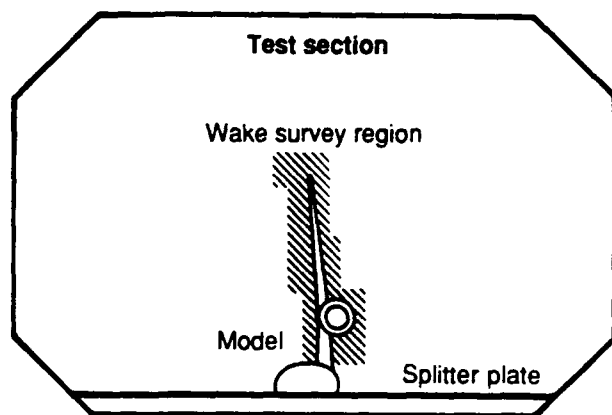 Test section
Wake survey region
Model
Splitter plate